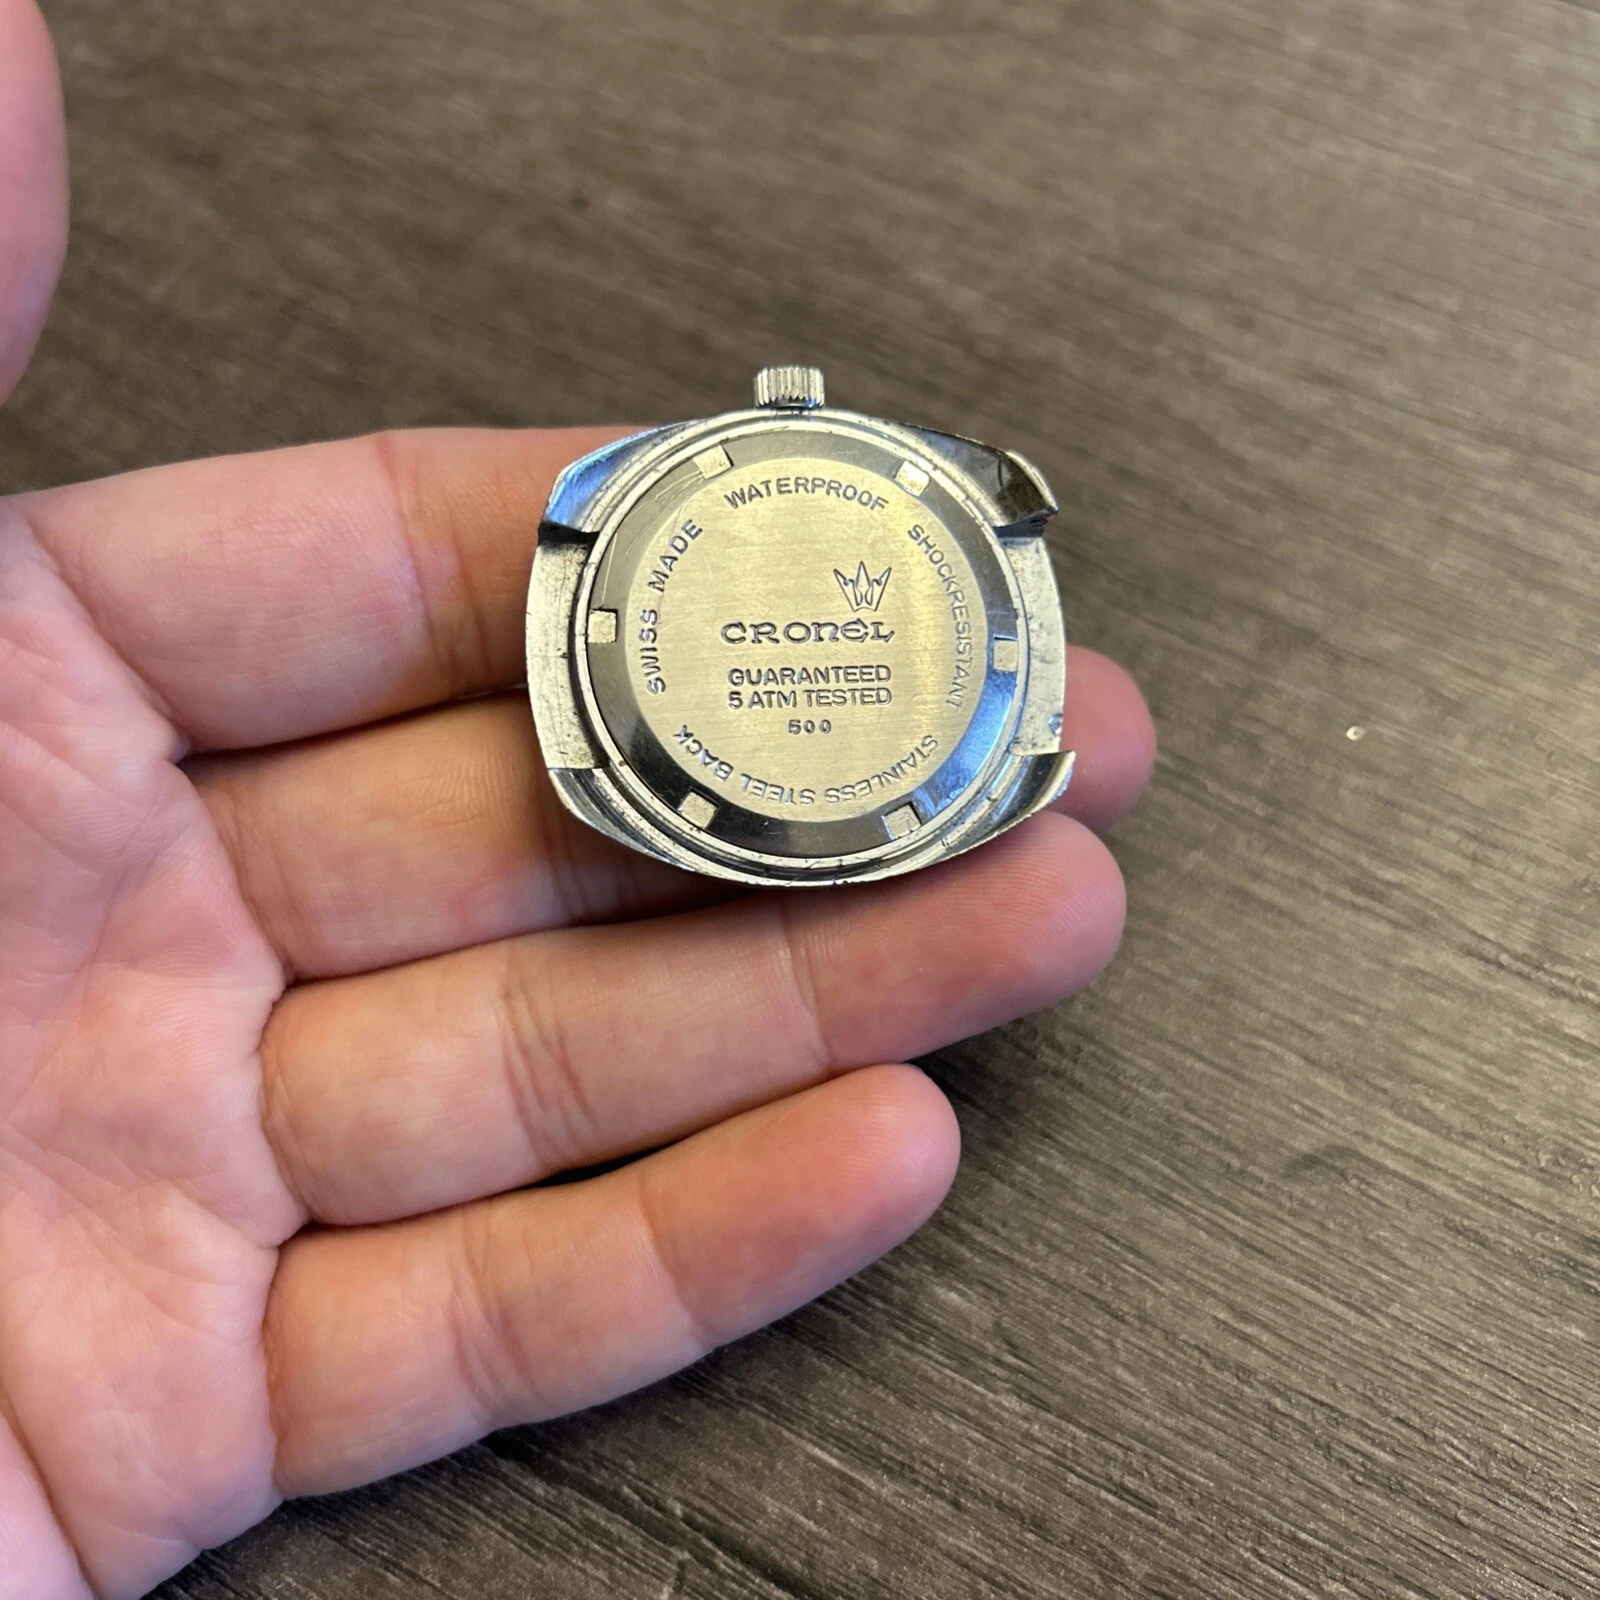 WATERPROOF
SHOCKRESISTANT
STAINLESS STEEL BACK
SWISS MADE
CRONEL
GUARANTEED
5 ATM TESTED
500